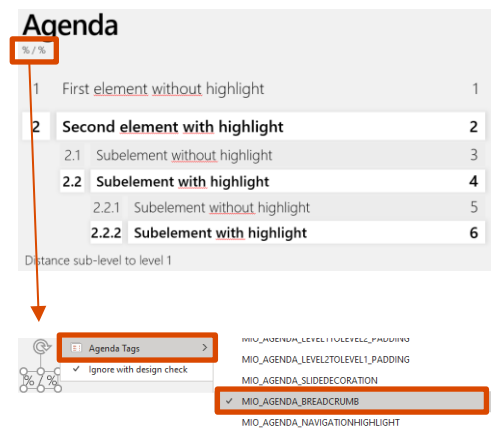 Agenda
% / %
1 First element without highlight 1
2 Second element with highlight 2
2.1 Subelement without highlight 3
2.2 Subelement with highlight 4
2.2.1 Subelement without highlight 5
2.2.2 Subelement with highlight 6
Distance sub-level to level 1
MIO_AGENDA_LEVEL1TOLEVEL2_PADDING
Agenda Tags
MIO_AGENDA_LEVEL2TOLEVEL1_PADDING
Ignore with design check
% / %
MIO_AGENDA_SLIDEDECORATION
MIO_AGENDA_BREADCRUMB
MIO_AGENDA_NAVIGATIONHIGHLIGHT